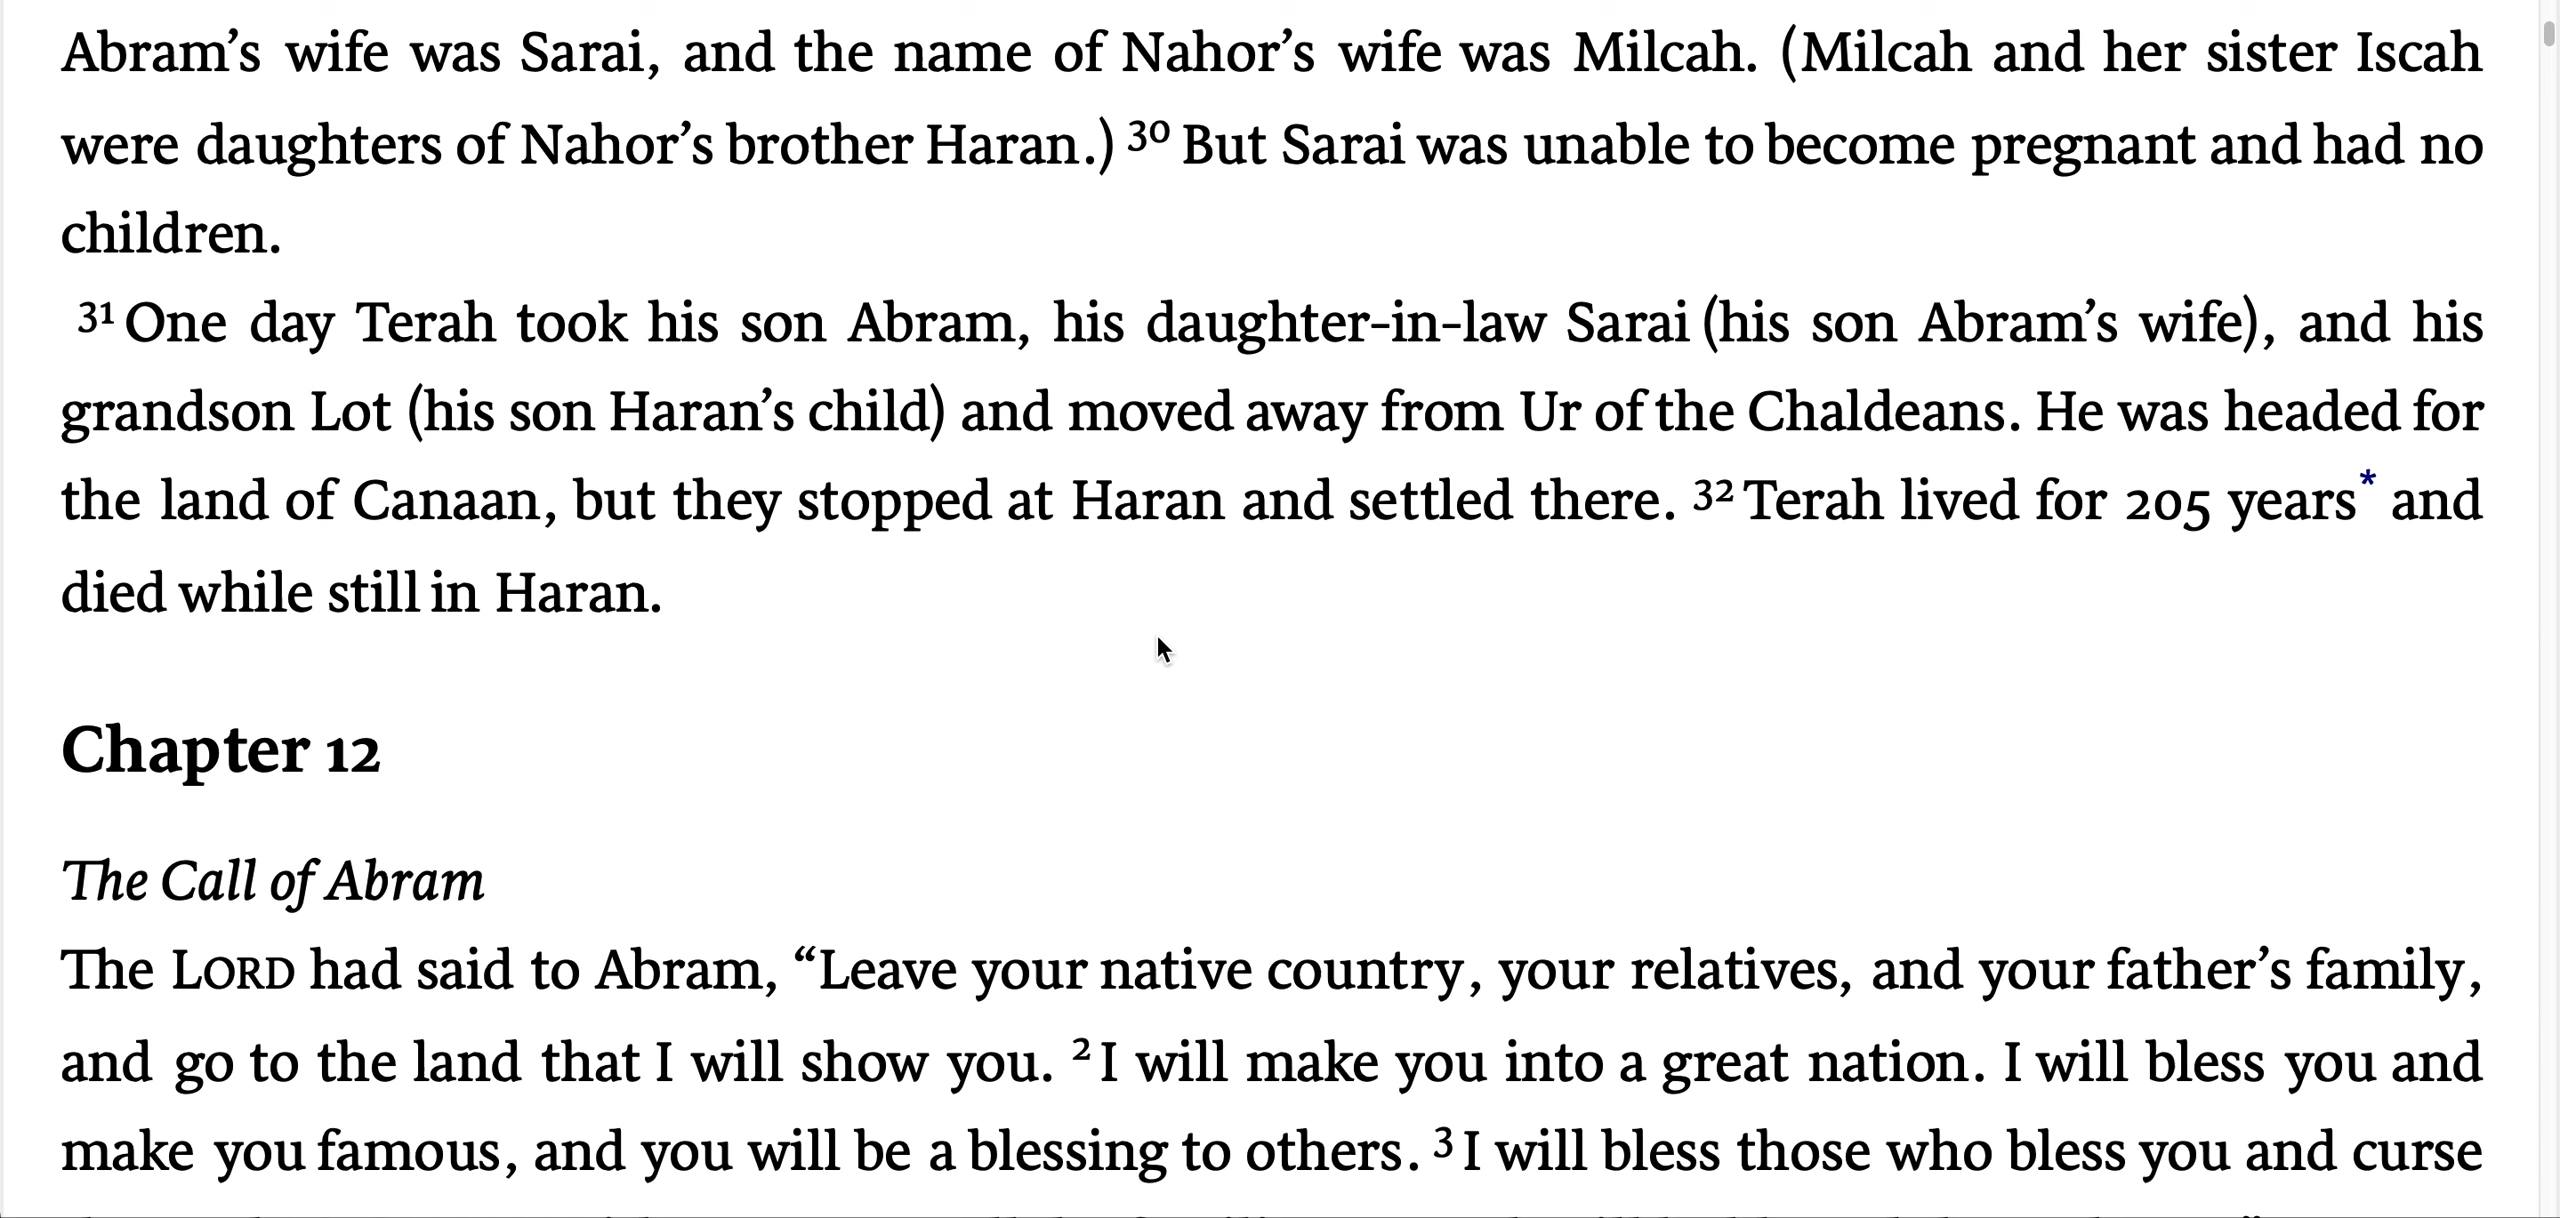 Abram’s wife was Sarai, and the name of Nahor’s wife was Milcah. (Milcah and her sister Iscah
were daughters of Nahor’s brother Haran.) 30 But Sarai was unable to become pregnant and had no
children.
31 One day Terah took his son Abram, his daughter-in-law Sarai (his son Abram’s wife), and his
grandson Lot (his son Haran’s child) and moved away from Ur of the Chaldeans. He was headed for
the land of Canaan, but they stopped at Haran and settled there. 32 Terah lived for 205 years* and
died while still in Haran.
Chapter 12
The Call of Abram
The LORD had said to Abram, “Leave your native country, your relatives, and your father’s family,
and go to the land that I will show you. 2 I will make you into a great nation. I will bless you and
make you famous, and you will be a blessing to others. 3 I will bless those who bless you and curse